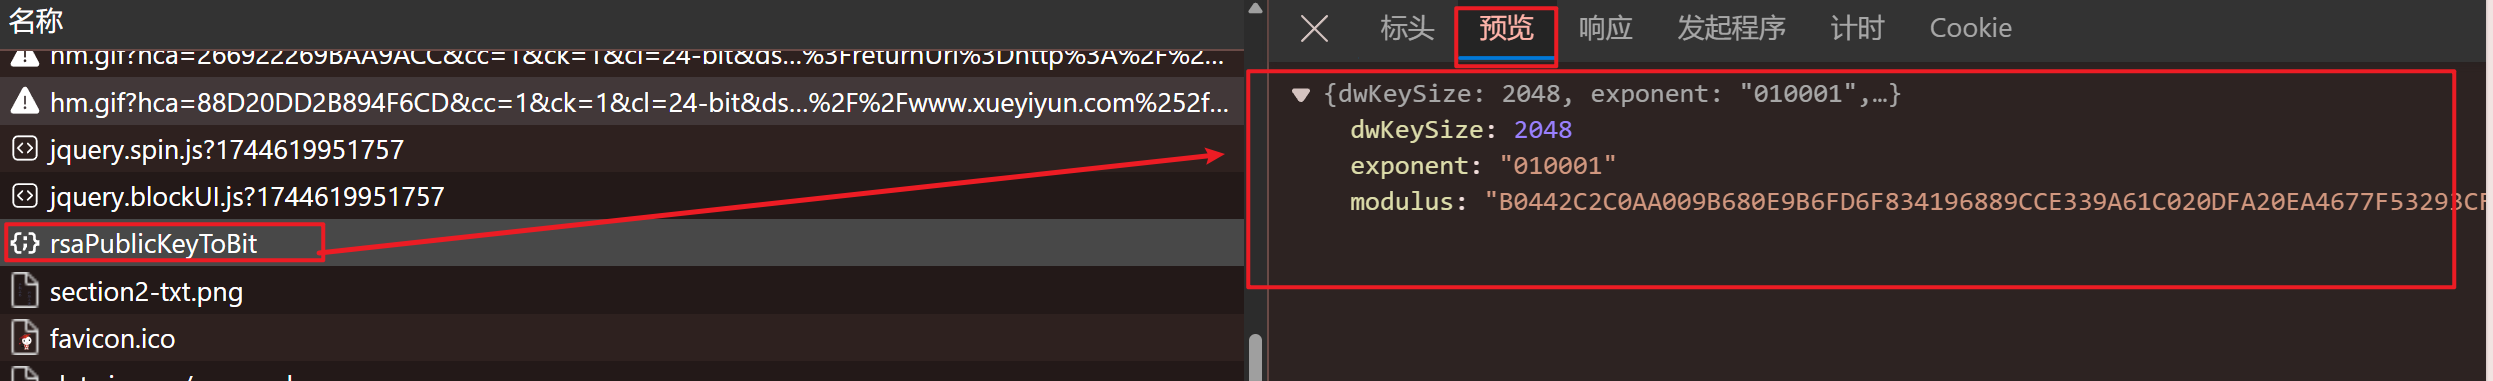 名称
hm.gif?hca=266922269BAA9ACC&cc=1&ck=1&cl=24-bit&ds...%3FreturnUrl%3Dhttp%3A%2F%2...
hm.gif?hca=88D20DD2B894F6CD&cc=1&ck=1&cl=24-bit&ds...%2F%2Fwww.xueyiyun.com%252f...
jquery.spin.js?1744619951757
jquery.blockUI.js?1744619951757
rsaPublicKeyToBit
section2-txt.png
favicon.ico
标头 预览 响应 发起程序 计时 Cookie
{dwKeySize: 2048, exponent: "010001",…}
dwKeySize: 2048
exponent: "010001"
modulus: "B0442C2C0AA009B680E9B6FD6F834196889CCE339A61C020DFA20EA4677F53293CF